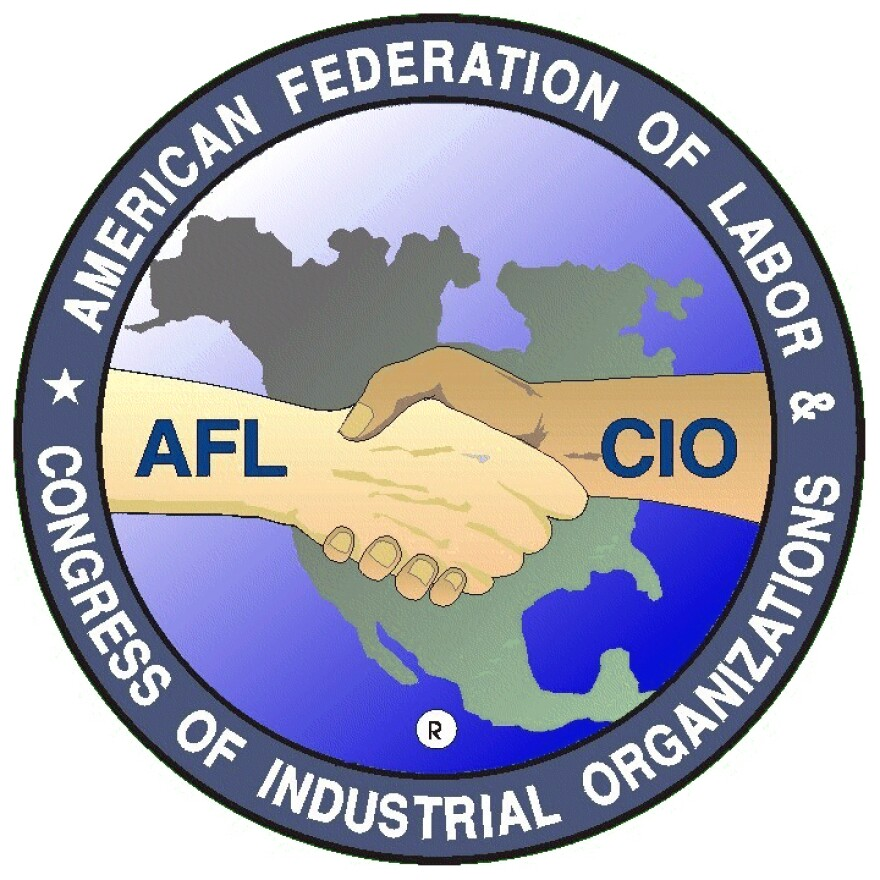 AMERICAN FEDERATION OF LABOR &
CONGRESS OF INDUSTRIAL ORGANIZATIONS
AFL
CIO
R